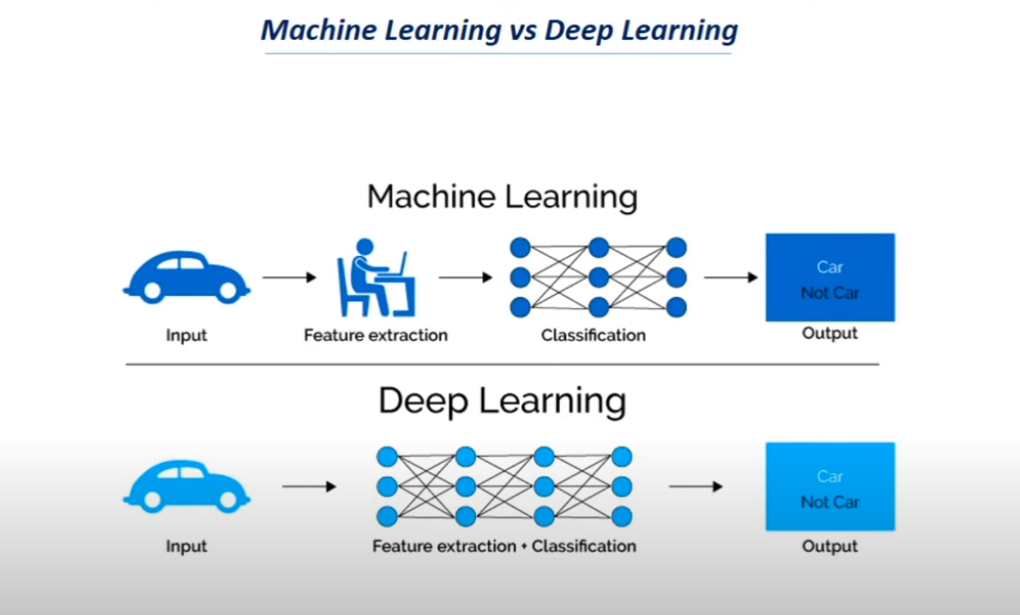 Machine Learning vs Deep Learning
Machine Learning
Car
Not Car
Input
Feature extraction
Classification
Output
Deep Learning
Car
Not Car
Input
Feature extraction + Classification
Output